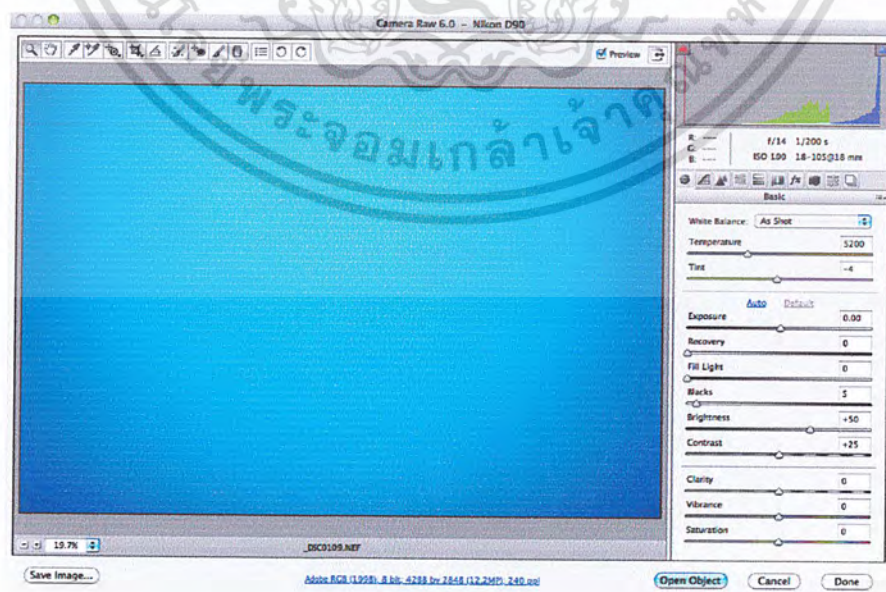 Camera Raw 6.0 – Nikon D90
Preview
พระจอมเกล้าเจ้าคุณทห
R: ---
G: ---
B: ---
f/14 1/200 s
ISO 100 18-105@18 mm
Basic
White Balance: As Shot
Temperature 5200
Tint -4
Auto Default
Exposure 0.00
Recovery 0
Fill Light 0
Blacks 5
Brightness +50
Contrast +25
Clarity 0
Vibrance 0
Saturation 0
19.7% _DSC0109.NEF
Save Image... Adobe RGB (1998); 8 bit; 4288 by 2848 (12.2MP); 240 ppi Open Object Cancel Done